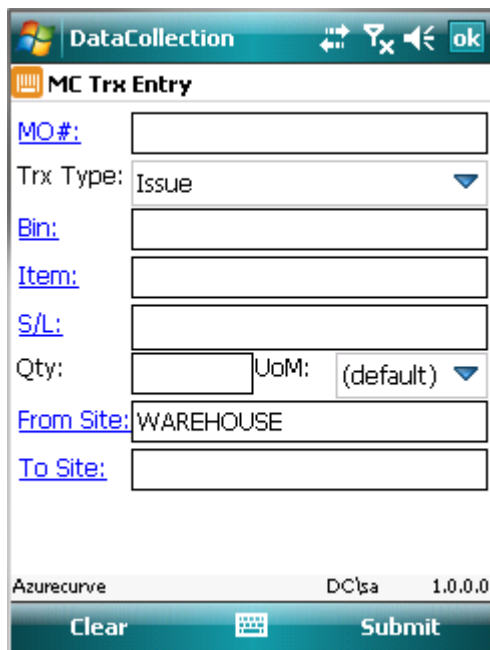 DataCollection ok
MC Trx Entry
MO#:
Trx Type: Issue
Bin:
Item:
S/L:
Qty: UoM: (default)
From Site: WAREHOUSE
To Site:
Azurecurve DC\sa 1.0.0.0
Clear Submit